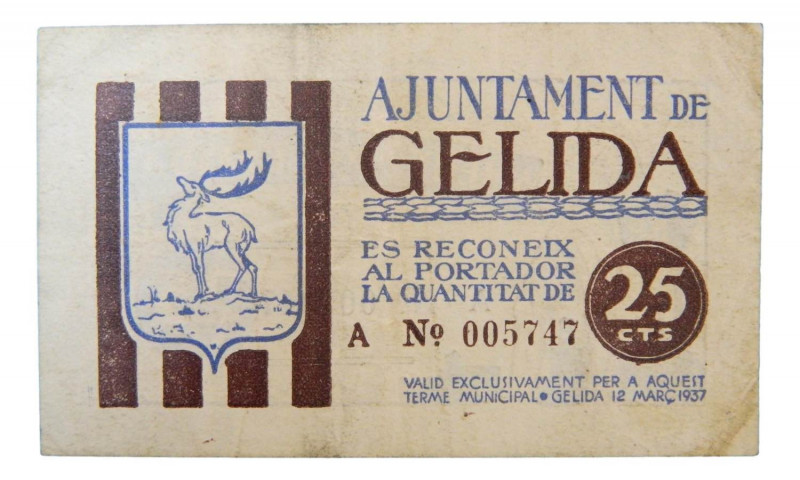 AJUNTAMENT DE
GELIDA
ES RECONEIX
AL PORTADOR
LA QUANTITAT DE
25
CTS
A Nº 005747
VALID EXCLUSIVAMENT PER A AQUEST
TERME MUNICIPAL • GELIDA 12 MARÇ 1937